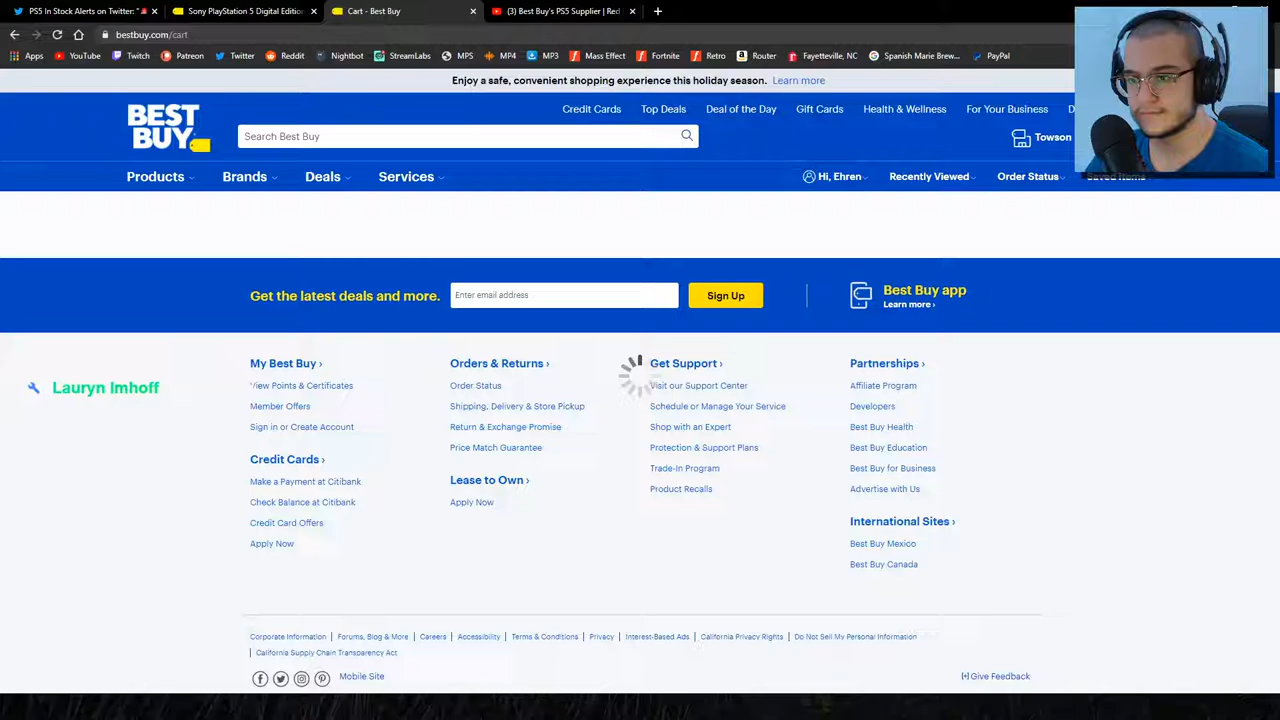 PS5 In Stock Alerts on Twitter: "
Sony PlayStation 5 Digital Edition
Cart - Best Buy
(3) Best Buy's PS5 Supplier | Red
bestbuy.com/cart
Apps YouTube Twitch Patreon Twitter Reddit Nightbot StreamLabs MPS MP4 MP3 Mass Effect Fortnite Retro Router Fayetteville, NC Spanish Marie Brew... PayPal
Enjoy a safe, convenient shopping experience this holiday season. Learn more
Credit Cards Top Deals Deal of the Day Gift Cards Health & Wellness For Your Business
BEST BUY
Search Best Buy
Towson
Products Brands Deals Services
Hi, Ehren Recently Viewed Order Status Saved Items
Get the latest deals and more.
Enter email address
Sign Up
Best Buy app
Learn more ›
Lauryn Imhoff
My Best Buy ›
View Points & Certificates
Member Offers
Sign in or Create Account
Credit Cards ›
Make a Payment at Citibank
Check Balance at Citibank
Credit Card Offers
Apply Now
Orders & Returns ›
Order Status
Shipping, Delivery & Store Pickup
Return & Exchange Promise
Price Match Guarantee
Lease to Own ›
Apply Now
Get Support ›
Visit our Support Center
Schedule or Manage Your Service
Shop with an Expert
Protection & Support Plans
Trade-In Program
Product Recalls
Partnerships ›
Affiliate Program
Developers
Best Buy Health
Best Buy Education
Best Buy for Business
Advertise with Us
International Sites ›
Best Buy Mexico
Best Buy Canada
Corporate Information | Forums, Blog & More | Careers | Accessibility | Terms & Conditions | Privacy | Interest-Based Ads | California Privacy Rights | Do Not Sell My Personal Information
| California Supply Chain Transparency Act
Mobile Site
[+] Give Feedback